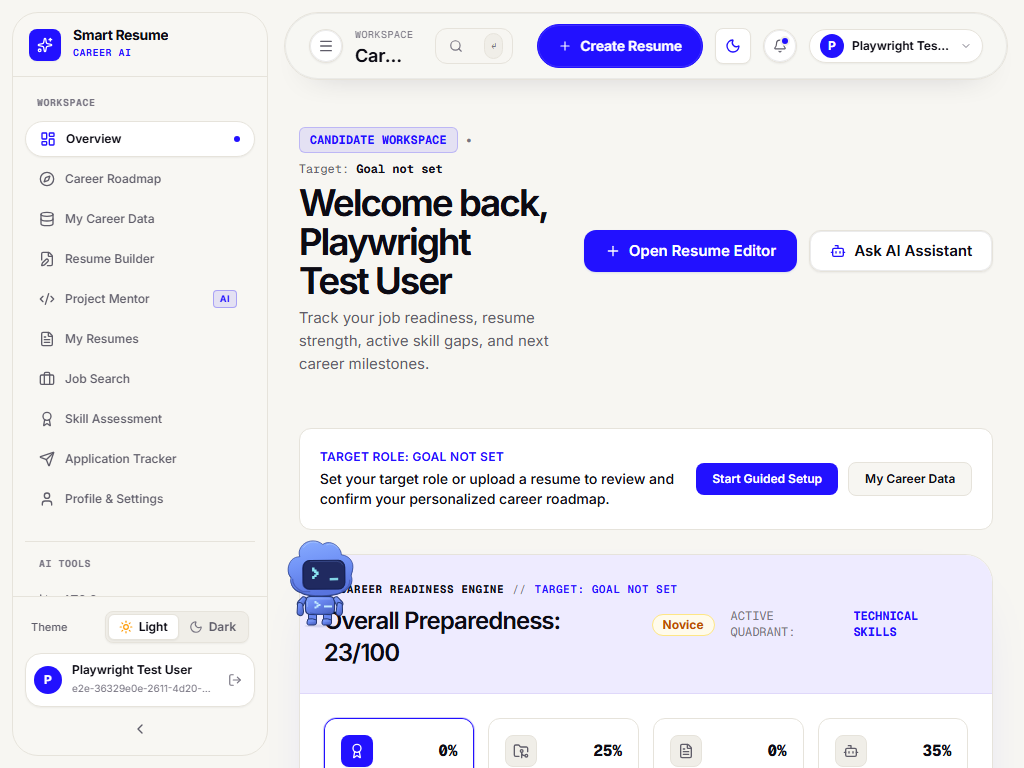 Smart Resume
CAREER AI
WORKSPACE
Overview
Career Roadmap
My Career Data
Resume Builder
Project Mentor
AI
My Resumes
Job Search
Skill Assessment
Application Tracker
Profile & Settings
AI TOOLS
Theme
Light
Dark
P
Playwright Test User
e2e-36329e0e-2611-4d20-...
WORKSPACE
Car...
Create Resume
P
Playwright Tes...
CANDIDATE WORKSPACE •
Target: Goal not set
Welcome back,
Playwright
Test User
Track your job readiness, resume
strength, active skill gaps, and next
career milestones.
Open Resume Editor
Ask AI Assistant
TARGET ROLE: GOAL NOT SET
Set your target role or upload a resume to review and
confirm your personalized career roadmap.
Start Guided Setup
My Career Data
CAREER READINESS ENGINE // TARGET: GOAL NOT SET
Overall Preparedness:
23/100
Novice
ACTIVE
QUADRANT:
TECHNICAL
SKILLS
0%
25%
0%
35%